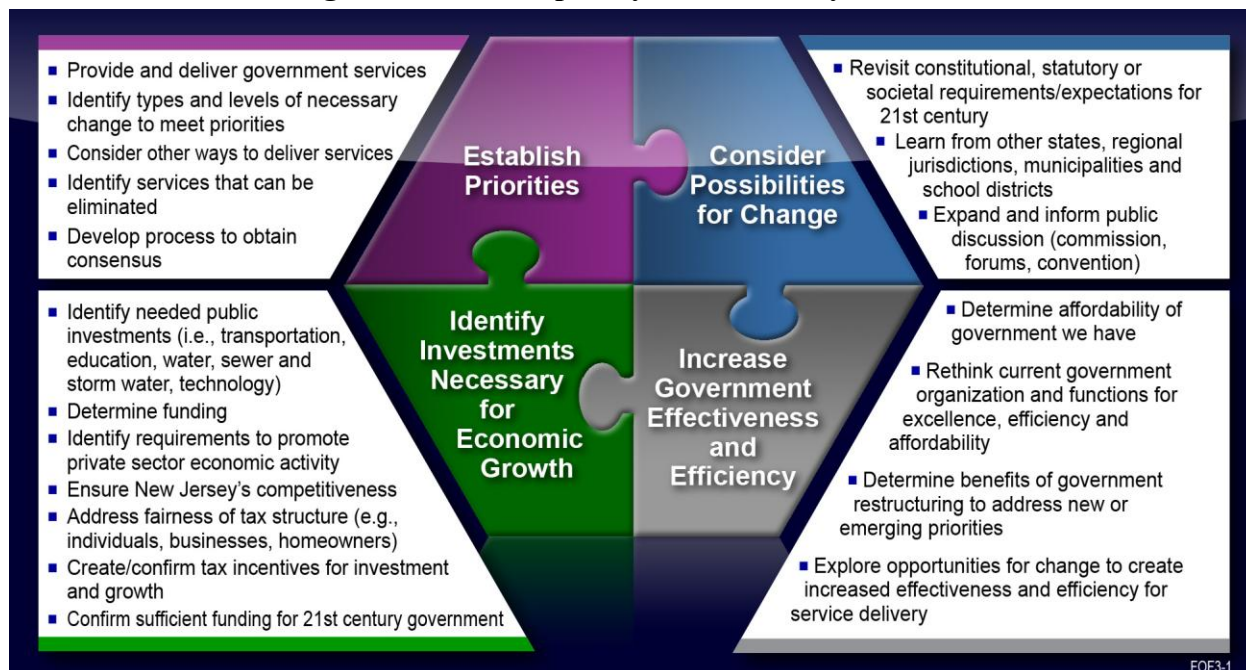 Provide and deliver government services
Identify types and levels of necessary
change to meet priorities
Consider other ways to deliver services
Identify services that can be
eliminated
Develop process to obtain
consensus
Establish
Priorities
Consider
Possibilities
for Change
Revisit constitutional, statutory or
societal requirements/expectations for
21st century
Learn from other states, regional
jurisdictions, municipalities and
school districts
Expand and inform public
discussion (commission,
forums, convention)
Identify needed public
investments (i.e., transportation,
education, water, sewer and
storm water, technology)
Determine funding
Identify requirements to promote
private sector economic activity
Ensure New Jersey's competitiveness
Address fairness of tax structure (e.g.,
individuals, businesses, homeowners)
Create/confirm tax incentives for investment
and growth
Confirm sufficient funding for 21st century government
Identify
Investments
Necessary
for
Economic
Growth
Increase
Government
Effectiveness
and
Efficiency
Determine affordability of
government we have
Rethink current government
organization and functions for
excellence, efficiency and
affordability
Determine benefits of government
restructuring to address new or
emerging priorities
Explore opportunities for change to create
increased effectiveness and efficiency for
service delivery